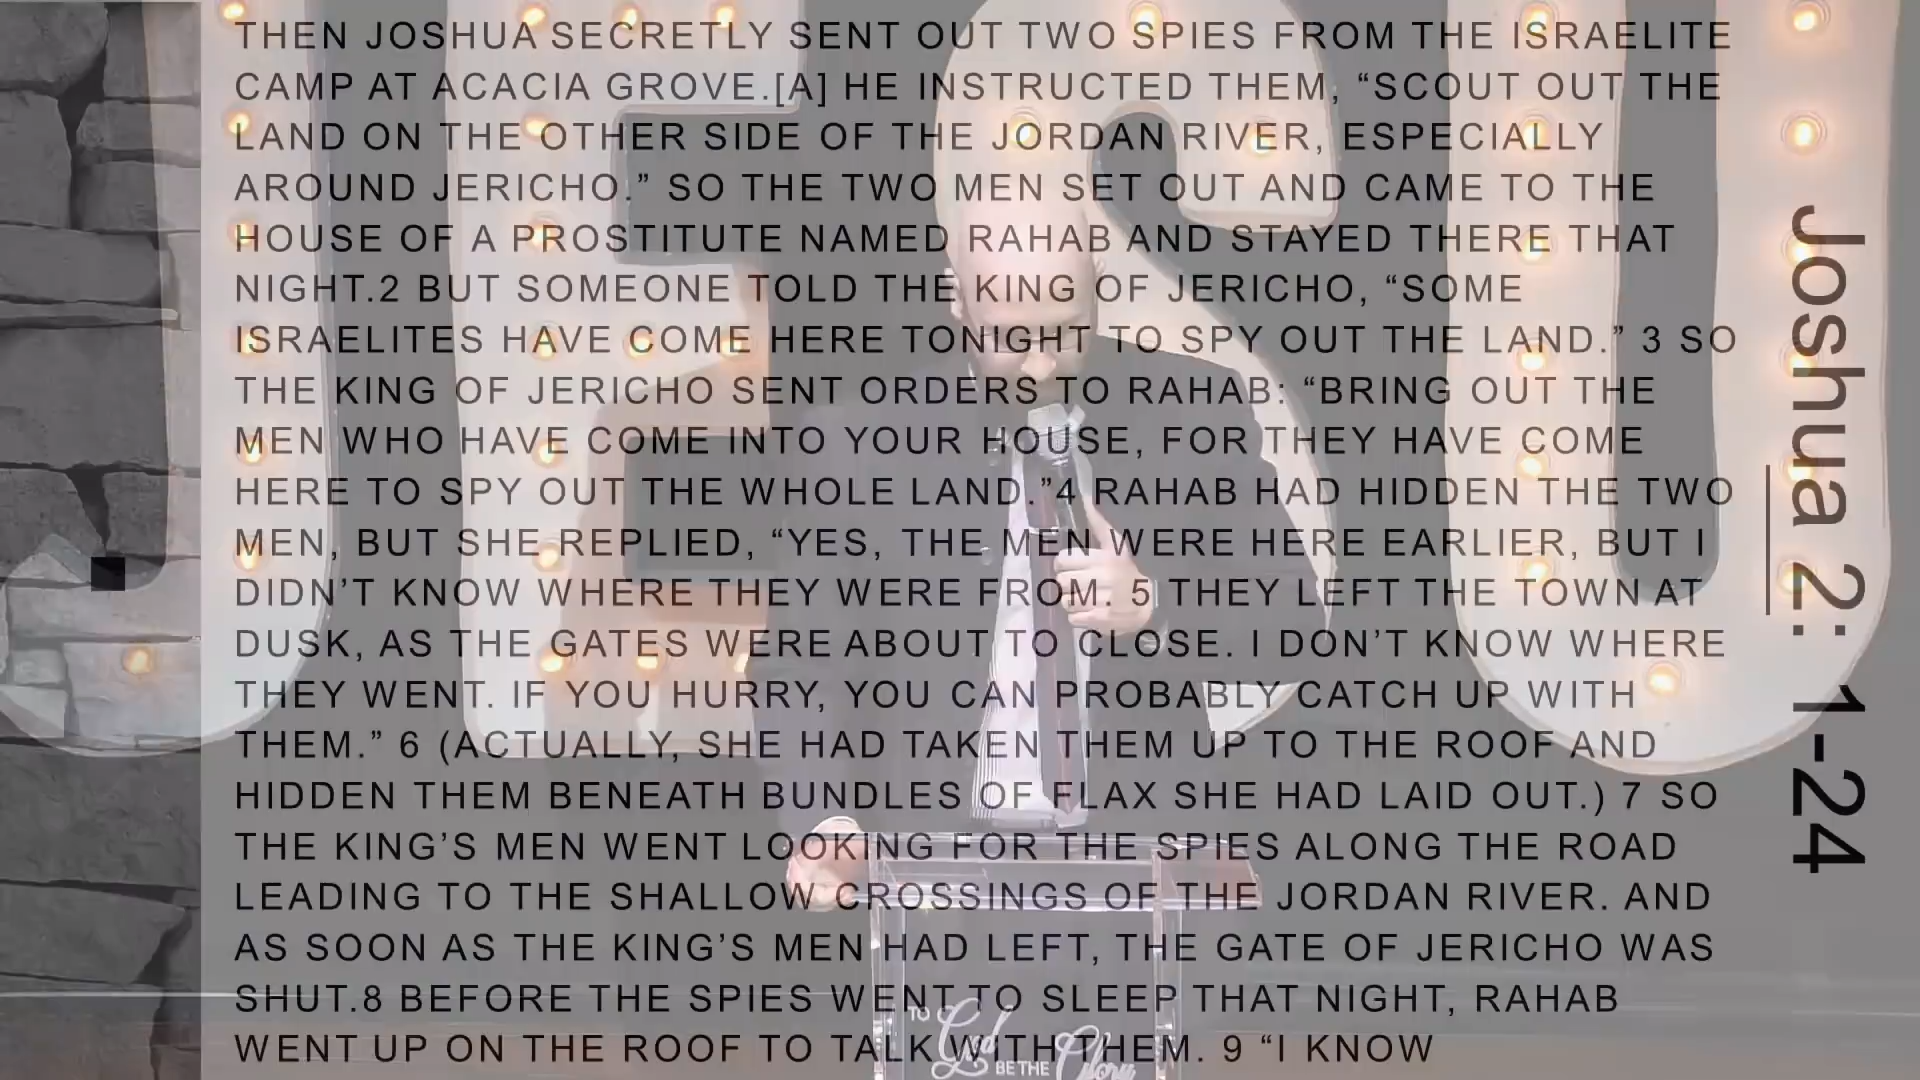 THEN JOSHUA SECRETLY SENT OUT TWO SPIES FROM THE ISRAELITE
CAMP AT ACACIA GROVE.[A] HE INSTRUCTED THEM, “SCOUT OUT THE
LAND ON THE OTHER SIDE OF THE JORDAN RIVER, ESPECIALLY
AROUND JERICHO.” SO THE TWO MEN SET OUT AND CAME TO THE
HOUSE OF A PROSTITUTE NAMED RAHAB AND STAYED THERE THAT
NIGHT.2 BUT SOMEONE TOLD THE KING OF JERICHO, “SOME
ISRAELITES HAVE COME HERE TONIGHT TO SPY OUT THE LAND.” 3 SO
THE KING OF JERICHO SENT ORDERS TO RAHAB: “BRING OUT THE
MEN WHO HAVE COME INTO YOUR HOUSE, FOR THEY HAVE COME
HERE TO SPY OUT THE WHOLE LAND.”4 RAHAB HAD HIDDEN THE TWO
MEN, BUT SHE REPLIED, “YES, THE MEN WERE HERE EARLIER, BUT I
DIDN’T KNOW WHERE THEY WERE FROM. 5 THEY LEFT THE TOWN AT
DUSK, AS THE GATES WERE ABOUT TO CLOSE. I DON’T KNOW WHERE
THEY WENT. IF YOU HURRY, YOU CAN PROBABLY CATCH UP WITH
THEM.” 6 (ACTUALLY, SHE HAD TAKEN THEM UP TO THE ROOF AND
HIDDEN THEM BENEATH BUNDLES OF FLAX SHE HAD LAID OUT.) 7 SO
THE KING’S MEN WENT LOOKING FOR THE SPIES ALONG THE ROAD
LEADING TO THE SHALLOW CROSSINGS OF THE JORDAN RIVER. AND
AS SOON AS THE KING’S MEN HAD LEFT, THE GATE OF JERICHO WAS
SHUT.8 BEFORE THE SPIES WENT TO SLEEP THAT NIGHT, RAHAB
WENT UP ON THE ROOF TO TALK WITH THEM. 9 “I KNOW
Joshua 2: 1-24
JESU
TO God
BE THE Glory